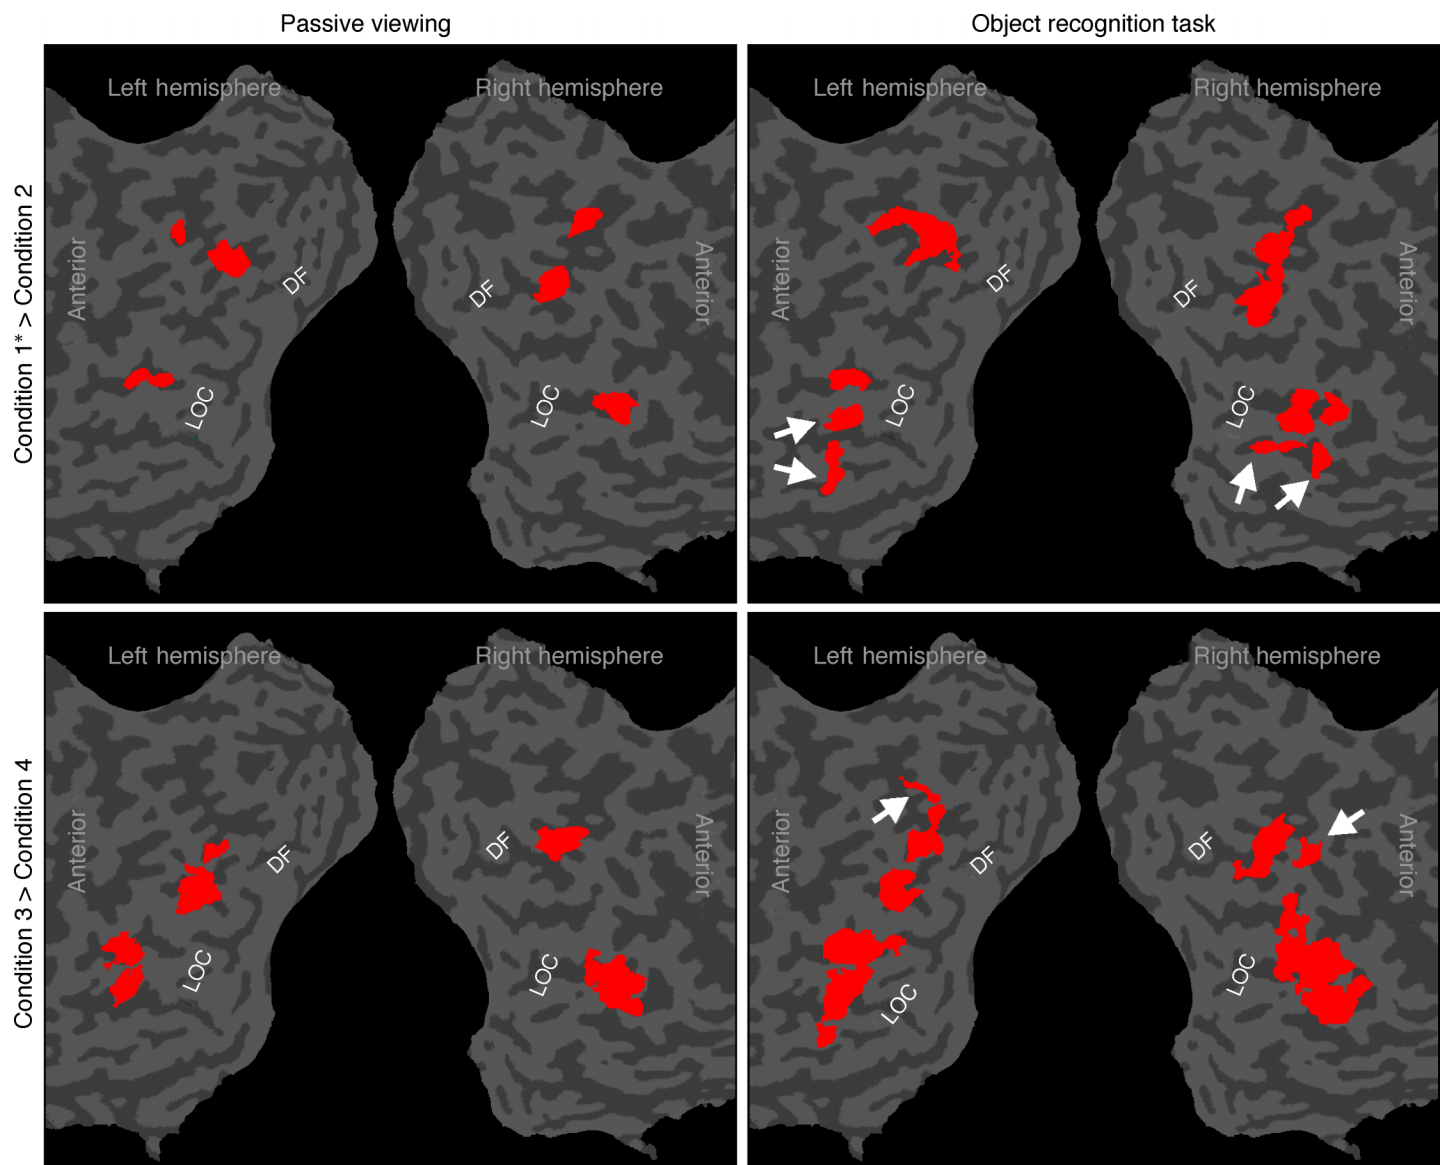 Passive viewing
Object recognition task
Condition 1* > Condition 2
Left hemisphere
Right hemisphere
Anterior
DF
LOC
DF
LOC
Anterior
Left hemisphere
Right hemisphere
Anterior
DF
LOC
DF
LOC
Anterior
Condition 3 > Condition 4
Left hemisphere
Right hemisphere
Anterior
DF
LOC
DF
LOC
Anterior
Left hemisphere
Right hemisphere
Anterior
DF
LOC
DF
LOC
Anterior